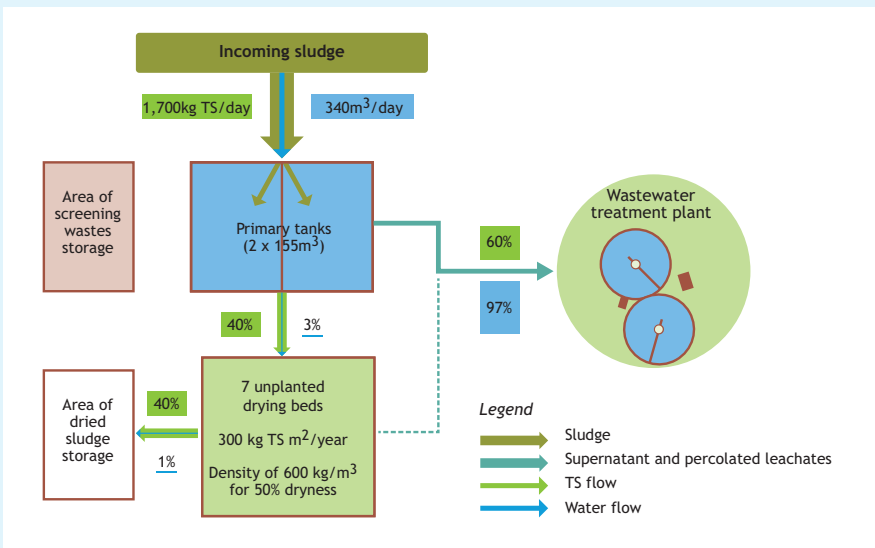 Incoming sludge
1,700kg TS/day
340m³/day
Area of
screening
wastes
storage
Primary tanks
(2 x 155m³)
Wastewater
treatment plant
60%
97%
40%
3%
Area of
dried
sludge
storage
40%
1%
7 unplanted
drying beds
300 kg TS m²/year
Density of 600 kg/m³
for 50% dryness
Legend
Sludge
Supernatant and percolated leachates
TS flow
Water flow